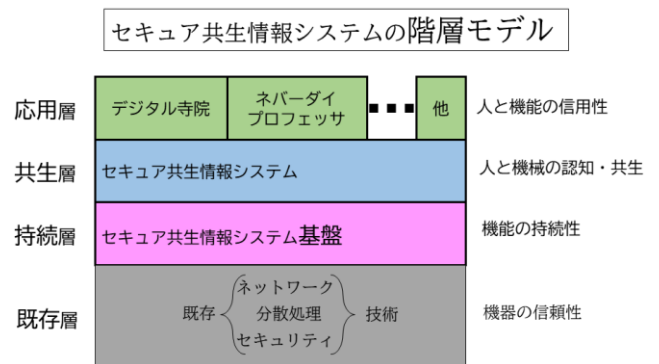 セキュア共生情報システムの階層モデル
応用層
デジタル寺院
ネバーダイ
プロフェッサ
他
人と機能の信用性
共生層
セキュア共生情報システム
人と機械の認知・共生
持続層
セキュア共生情報システム基盤
機能の持続性
既存層
既存
ネットワーク
分散処理
セキュリティ
技術
機器の信頼性